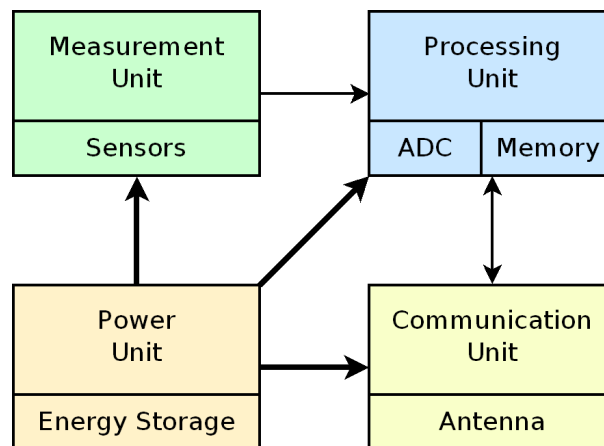 Measurement
Unit
Sensors
Processing
Unit
ADC
Memory
Power
Unit
Energy Storage
Communication
Unit
Antenna